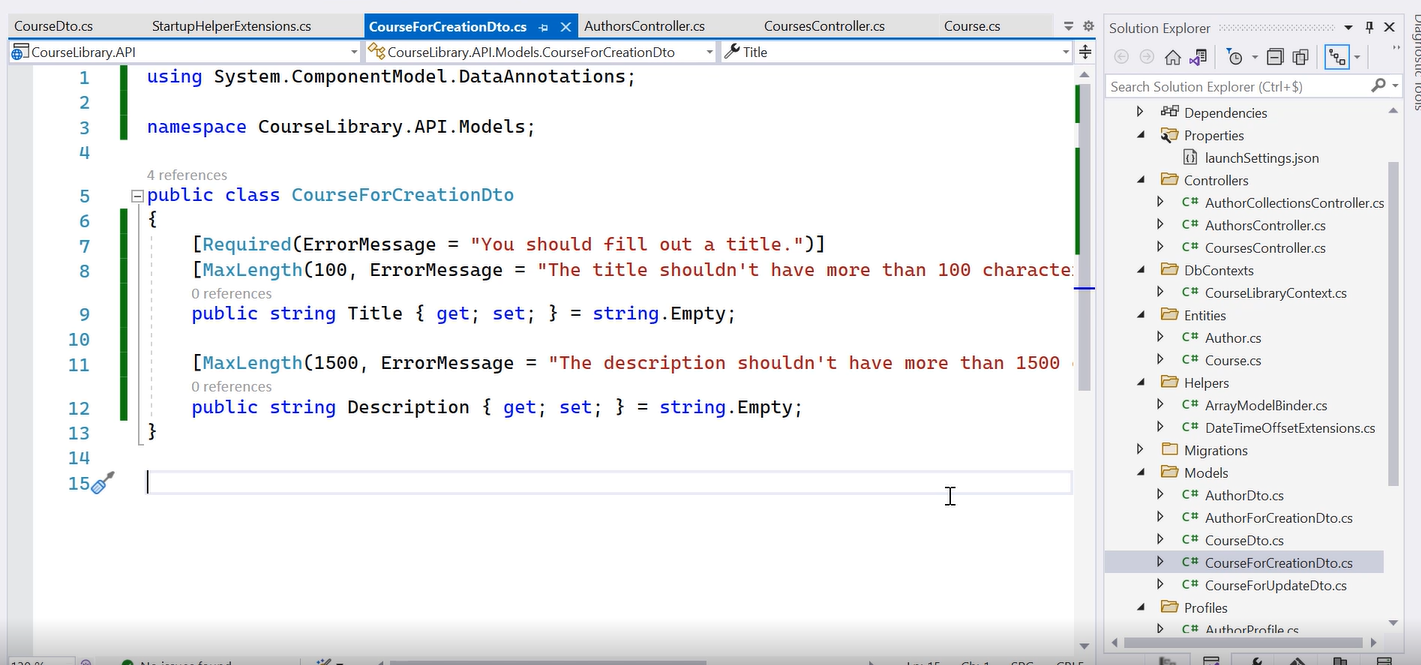 CourseDto.cs StartupHelperExtensions.cs CourseForCreationDto.cs AuthorsController.cs CoursesController.cs Course.cs
CourseLibrary.API CourseLibrary.API.Models.CourseForCreationDto Title
1 using System.ComponentModel.DataAnnotations;
2
3 namespace CourseLibrary.API.Models;
4
4 references
5 public class CourseForCreationDto
6 {
7 [Required(ErrorMessage = "You should fill out a title.")]
8 [MaxLength(100, ErrorMessage = "The title shouldn't have more than 100 characte
0 references
9 public string Title { get; set; } = string.Empty;
10
11 [MaxLength(1500, ErrorMessage = "The description shouldn't have more than 1500
0 references
12 public string Description { get; set; } = string.Empty;
13 }
14
15
Solution Explorer
Search Solution Explorer (Ctrl+$)
Dependencies
Properties
launchSettings.json
Controllers
C# AuthorCollectionsController.cs
C# AuthorsController.cs
C# CoursesController.cs
DbContexts
C# CourseLibraryContext.cs
Entities
C# Author.cs
C# Course.cs
Helpers
C# ArrayModelBinder.cs
C# DateTimeOffsetExtensions.cs
Migrations
Models
C# AuthorDto.cs
C# AuthorForCreationDto.cs
C# CourseDto.cs
C# CourseForCreationDto.cs
C# CourseForUpdateDto.cs
Profiles
C# AuthorProfile.cs
Diagnostic Tools
No issues found